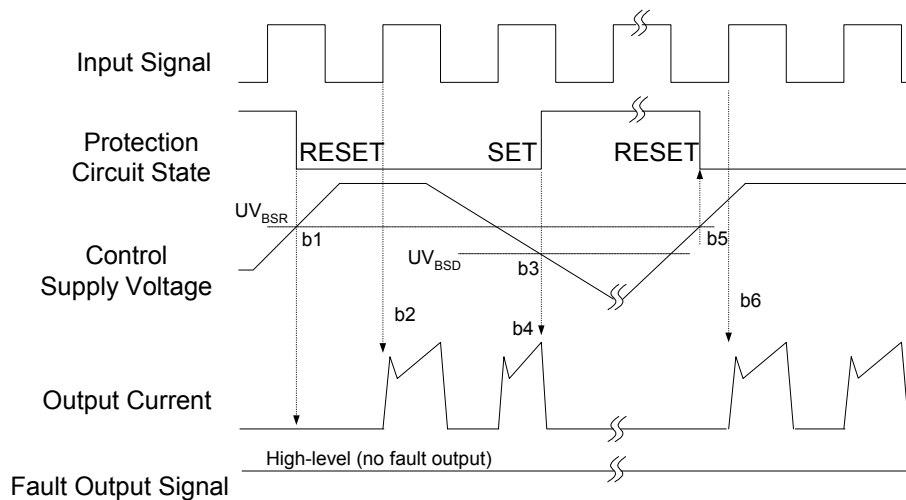 Input Signal
Protection
Circuit State
RESET
SET
RESET
UV_BSR
b1
b5
Control
Supply Voltage
UV_BSD
b3
b2
b4
b6
Output Current
High-level (no fault output)
Fault Output Signal